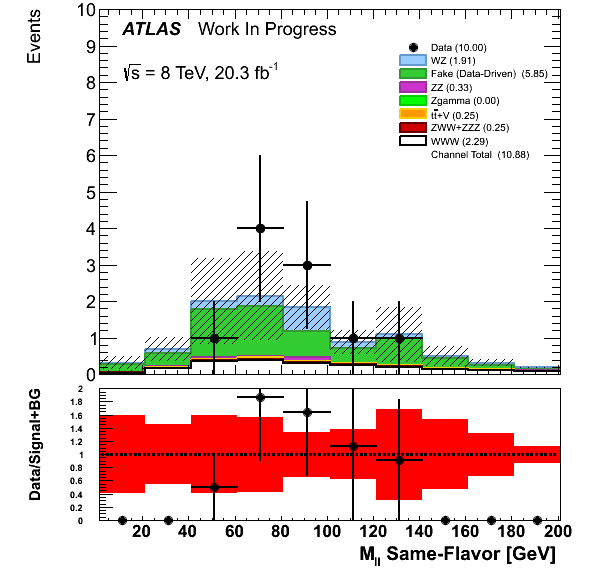 Events
10
9
8
7
6
5
4
3
2
1
0
ATLAS Work In Progress
√s = 8 TeV, 20.3 fb⁻¹
Data (10.00)
WZ (1.91)
Fake (Data-Driven) (5.85)
ZZ (0.33)
Zgamma (0.00)
tt̄+V (0.25)
ZWW+ZZZ (0.25)
WWW (2.29)
Channel Total (10.88)
Data/Signal+BG
2
1.8
1.6
1.4
1.2
1
0.8
0.6
0.4
0.2
0
20 40 60 80 100 120 140 160 180 200
M_ll Same-Flavor [GeV]